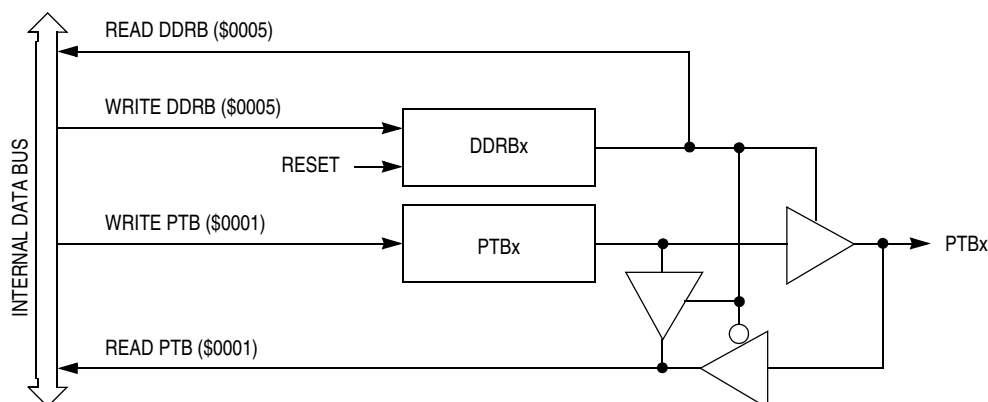 READ DDRB ($0005)
WRITE DDRB ($0005)
DDRBx
RESET
INTERNAL DATA BUS
WRITE PTB ($0001)
PTBx
PTBx
READ PTB ($0001)